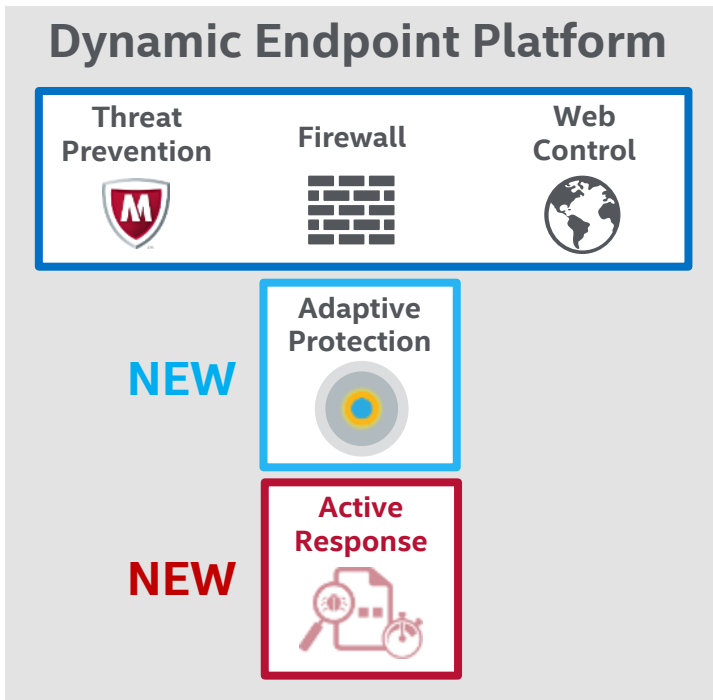 Dynamic Endpoint Platform
Threat
Prevention
Firewall
Web
Control
Adaptive
Protection
NEW
Active
Response
NEW